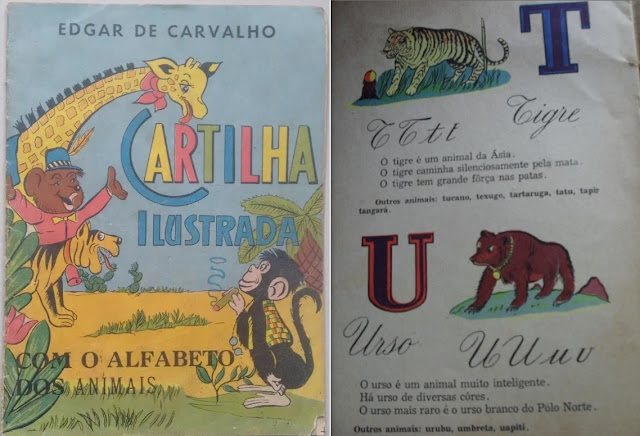 EDGAR DE CARVALHO
CARTILHA
ILUSTRADA
COM O ALFABETO
DOS ANIMAIS
T
T T t t
Tigre
O tigre é um animal da Ásia.
O tigre caminha silenciosamente pela mata.
O tigre tem grande fôrça nas patas.
Outros animais: tucano, texugo, tartaruga, tatu, tapir
tangará.
U
Urso
U U u v
O urso é um animal muito inteligente.
Há urso de diversas côres.
O urso mais raro é o urso branco do Pólo Norte.
Outros animais: urubu, umbreta, uapiti.